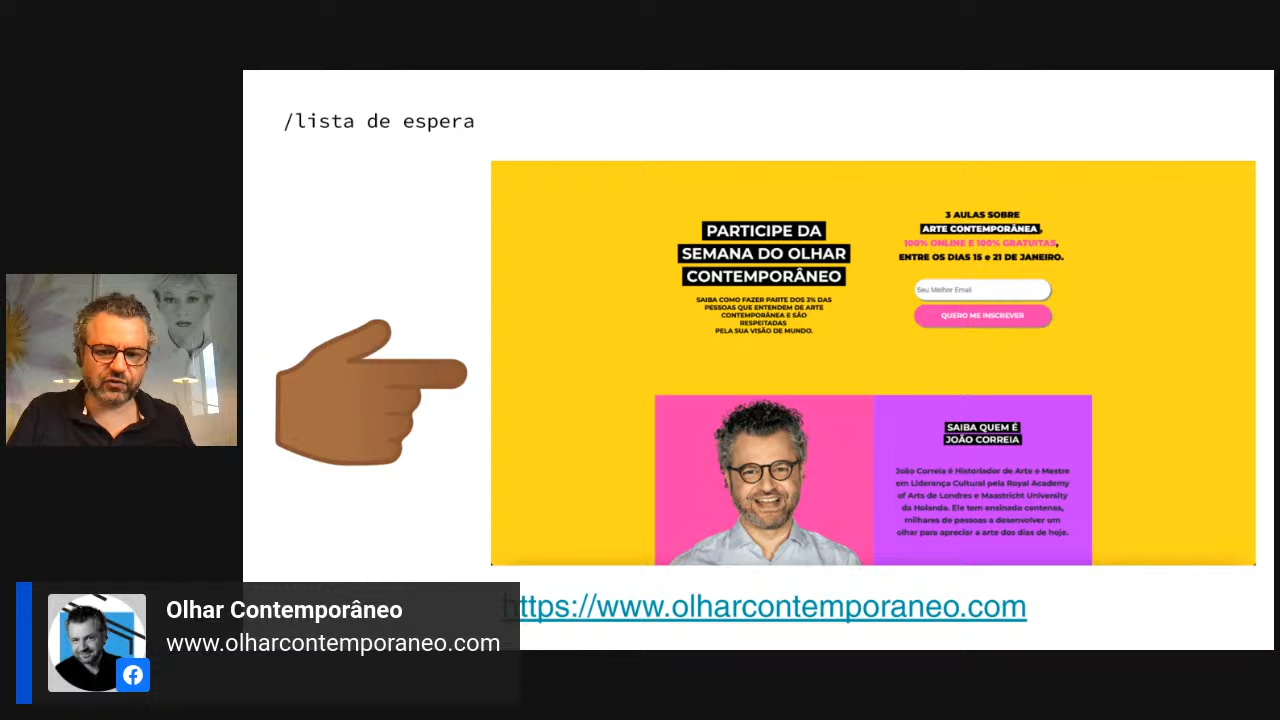 /lista de espera
PARTICIPE DA
SEMANA DO OLHAR
CONTEMPORÂNEO
SAIBA COMO FAZER PARTE DOS 3% DAS
PESSOAS QUE ENTENDEM DE ARTE
CONTEMPORÂNEA E SÃO
RESPEITADAS
PELA SUA VISÃO DE MUNDO.
3 AULAS SOBRE
ARTE CONTEMPORÂNEA,
100% ONLINE E 100% GRATUITAS,
ENTRE OS DIAS 15 e 21 DE JANEIRO.
Seu Melhor Email
QUERO ME INSCREVER
SAIBA QUEM É
JOÃO CORREIA
João Correia é Historiador de Arte e Mestre
em Liderança Cultural pela Royal Academy
of Arts de Londres e Maastricht University
da Holanda. Ele tem ensinado centenas,
milhares de pessoas a desenvolver um
olhar para apreciar a arte dos dias de hoje.
https://www.olharcontemporaneo.com
Olhar Contemporâneo
www.olharcontemporaneo.com